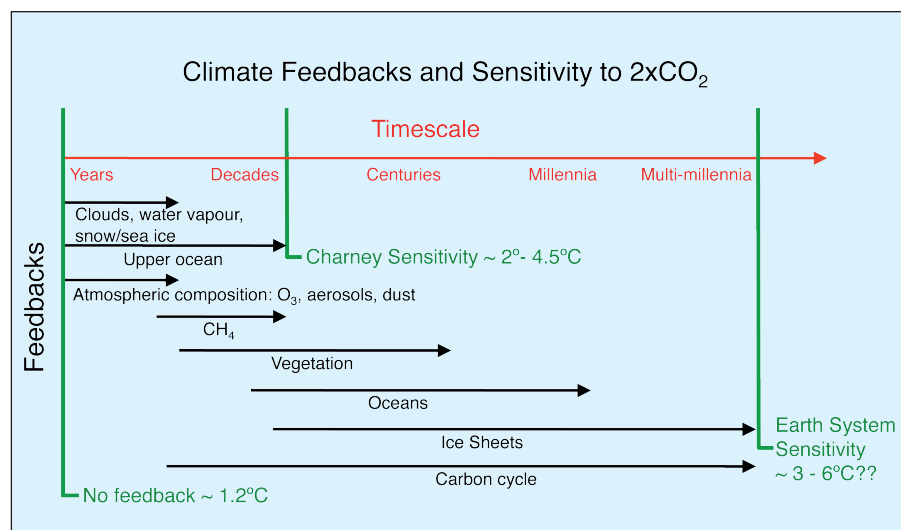 Climate Feedbacks and Sensitivity to 2xCO₂
Timescale
Years
Decades
Centuries
Millennia
Multi-millennia
Feedbacks
Clouds, water vapour,
snow/sea ice
Upper ocean
Charney Sensitivity ~ 2º- 4.5ºC
Atmospheric composition: O₃, aerosols, dust
CH₄
Vegetation
Oceans
Ice Sheets
Earth System
Sensitivity
~ 3 - 6ºC??
Carbon cycle
No feedback ~ 1.2ºC